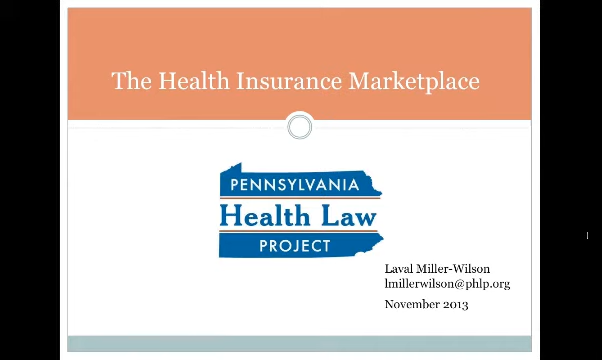 The Health Insurance Marketplace
PENNSYLVANIA
Health Law
PROJECT
Laval Miller-Wilson
lmillerwilson@phlp.org
November 2013